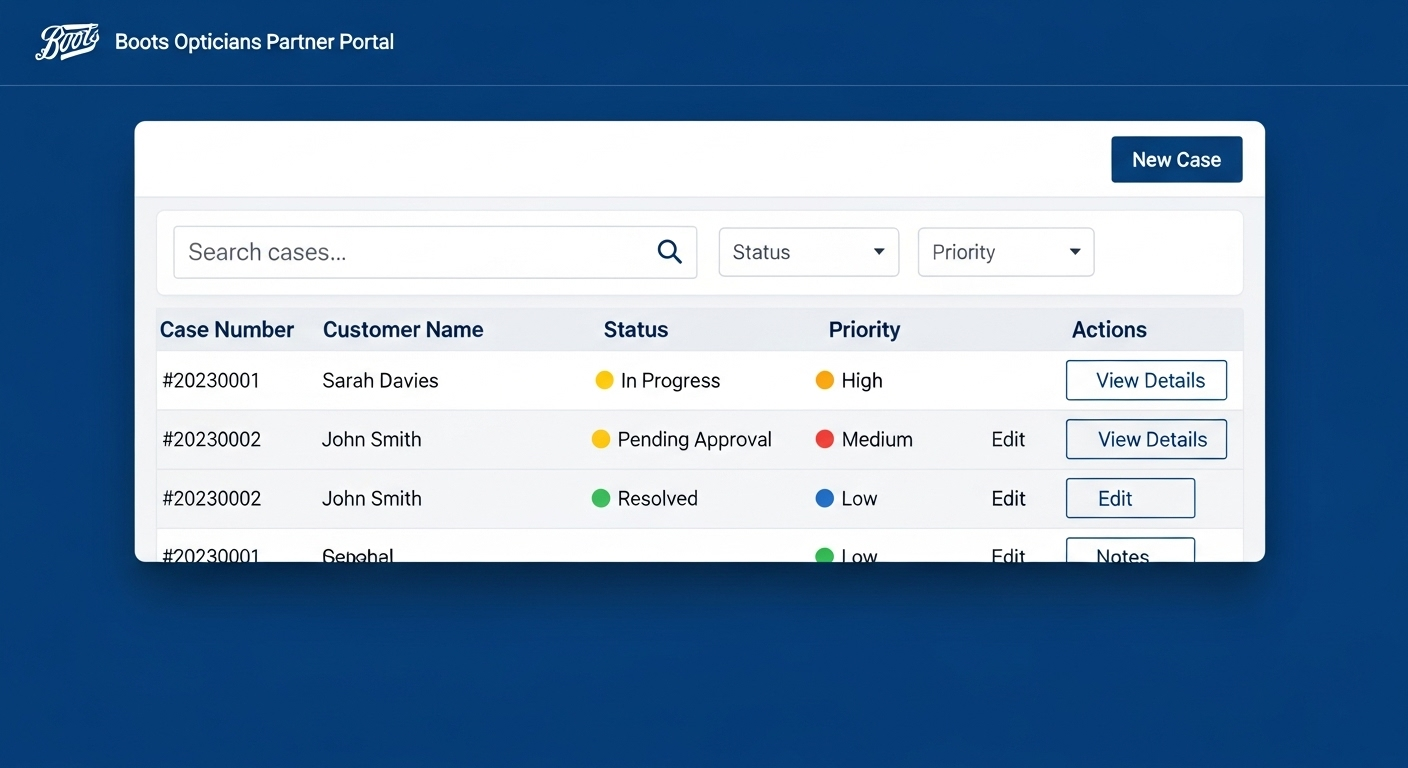 Boots Boots Opticians Partner Portal
New Case
Search cases... Status Priority
Case Number Customer Name Status Priority Actions
#20230001 Sarah Davies In Progress High View Details
#20230002 John Smith Pending Approval Medium Edit View Details
#20230002 John Smith Resolved Low Edit Edit
#20230001 Low Edit Notes